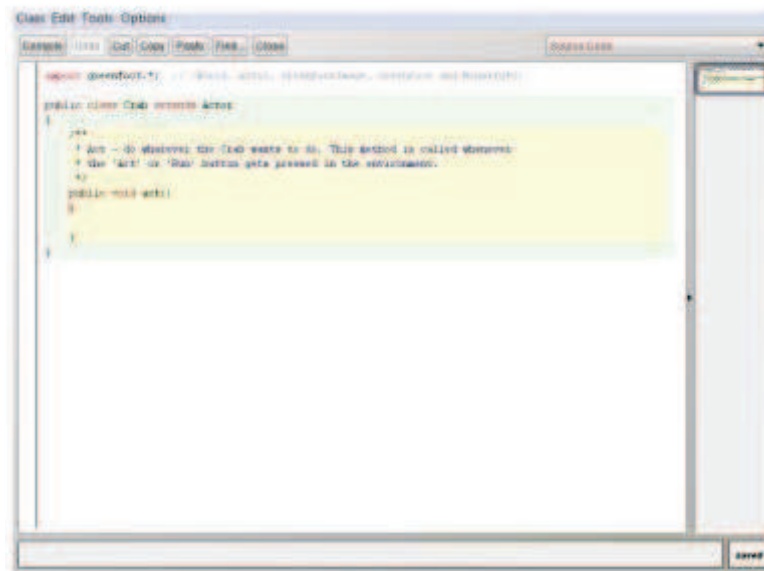 Class Edit Tools Options
Compile Undo Cut Copy Paste Find... Close Source Code
import greenfoot.*; // (World, Actor, GreenfootImage, Greenfoot and MouseInfo)
public class Crab extends Actor
{
/**
* Act - do whatever the Crab wants to do. This method is called whenever
* the 'Act' or 'Run' button gets pressed in the environment.
*/
public void act()
{
}
}
saved